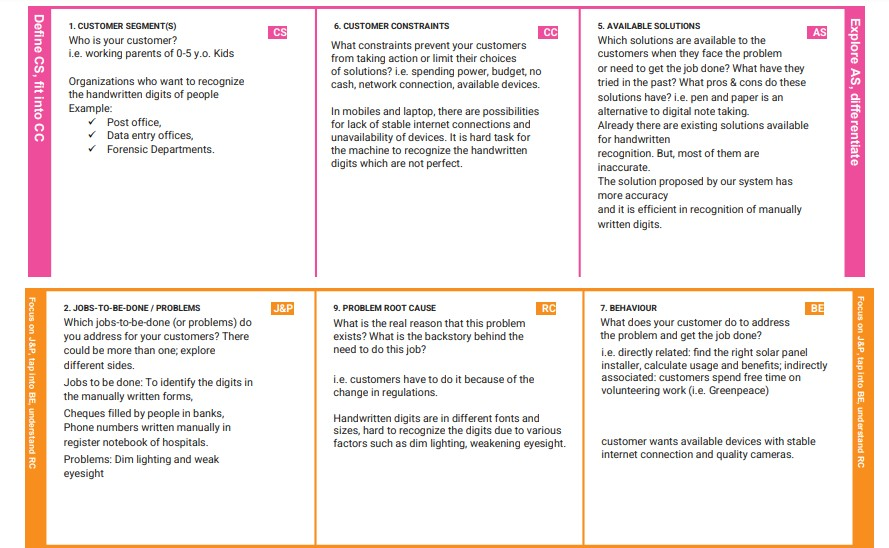 Define CS, fit into CC
1. CUSTOMER SEGMENT(S)
CS
Who is your customer?
i.e. working parents of 0-5 y.o. Kids
Organizations who want to recognize
the handwritten digits of people
Example:
✓ Post office,
✓ Data entry offices,
✓ Forensic Departments.
6. CUSTOMER CONSTRAINTS
CC
What constraints prevent your customers
from taking action or limit their choices
of solutions? i.e. spending power, budget, no
cash, network connection, available devices.
In mobiles and laptop, there are possibilities
for lack of stable internet connections and
unavailability of devices. It is hard task for
the machine to recognize the handwritten
digits which are not perfect.
5. AVAILABLE SOLUTIONS
AS
Which solutions are available to the
customers when they face the problem
or need to get the job done? What have they
tried in the past? What pros & cons do these
solutions have? i.e. pen and paper is an
alternative to digital note taking.
Already there are existing solutions available
for handwritten
recognition. But, most of them are
inaccurate.
The solution proposed by our system has
more accuracy
and it is efficient in recognition of manually
written digits.
Explore AS, differentiate
Focus on J&P, tap into BE, understand RC
2. JOBS-TO-BE-DONE / PROBLEMS
J&P
Which jobs-to-be-done (or problems) do
you address for your customers? There
could be more than one; explore
different sides.
Jobs to be done: To identify the digits in
the manually written forms,
Cheques filled by people in banks,
Phone numbers written manually in
register notebook of hospitals.
Problems: Dim lighting and weak
eyesight
9. PROBLEM ROOT CAUSE
RC
What is the real reason that this problem
exists? What is the backstory behind the
need to do this job?
i.e. customers have to do it because of the
change in regulations.
Handwritten digits are in different fonts and
sizes, hard to recognize the digits due to various
factors such as dim lighting, weakening eyesight.
7. BEHAVIOUR
BE
What does your customer do to address
the problem and get the job done?
i.e. directly related: find the right solar panel
installer, calculate usage and benefits; indirectly
associated: customers spend free time on
volunteering work (i.e. Greenpeace)
customer wants available devices with stable
internet connection and quality cameras.
Focus on J&P, tap into BE, understand RC